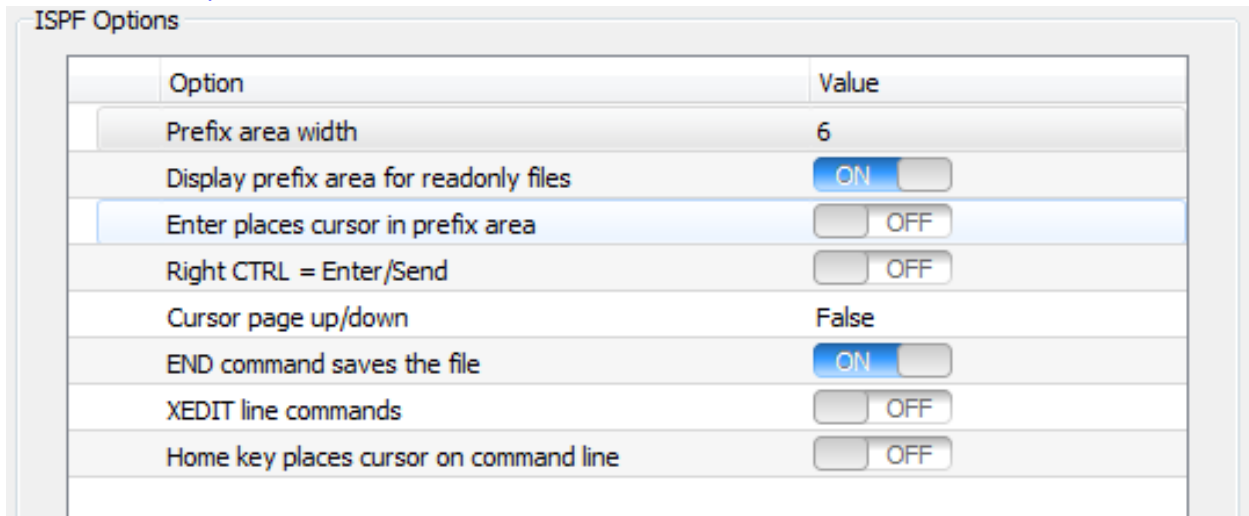 ISPF Options
Option Value
Prefix area width 6
Display prefix area for readonly files ON
Enter places cursor in prefix area OFF
Right CTRL = Enter/Send OFF
Cursor page up/down False
END command saves the file ON
XEDIT line commands OFF
Home key places cursor on command line OFF